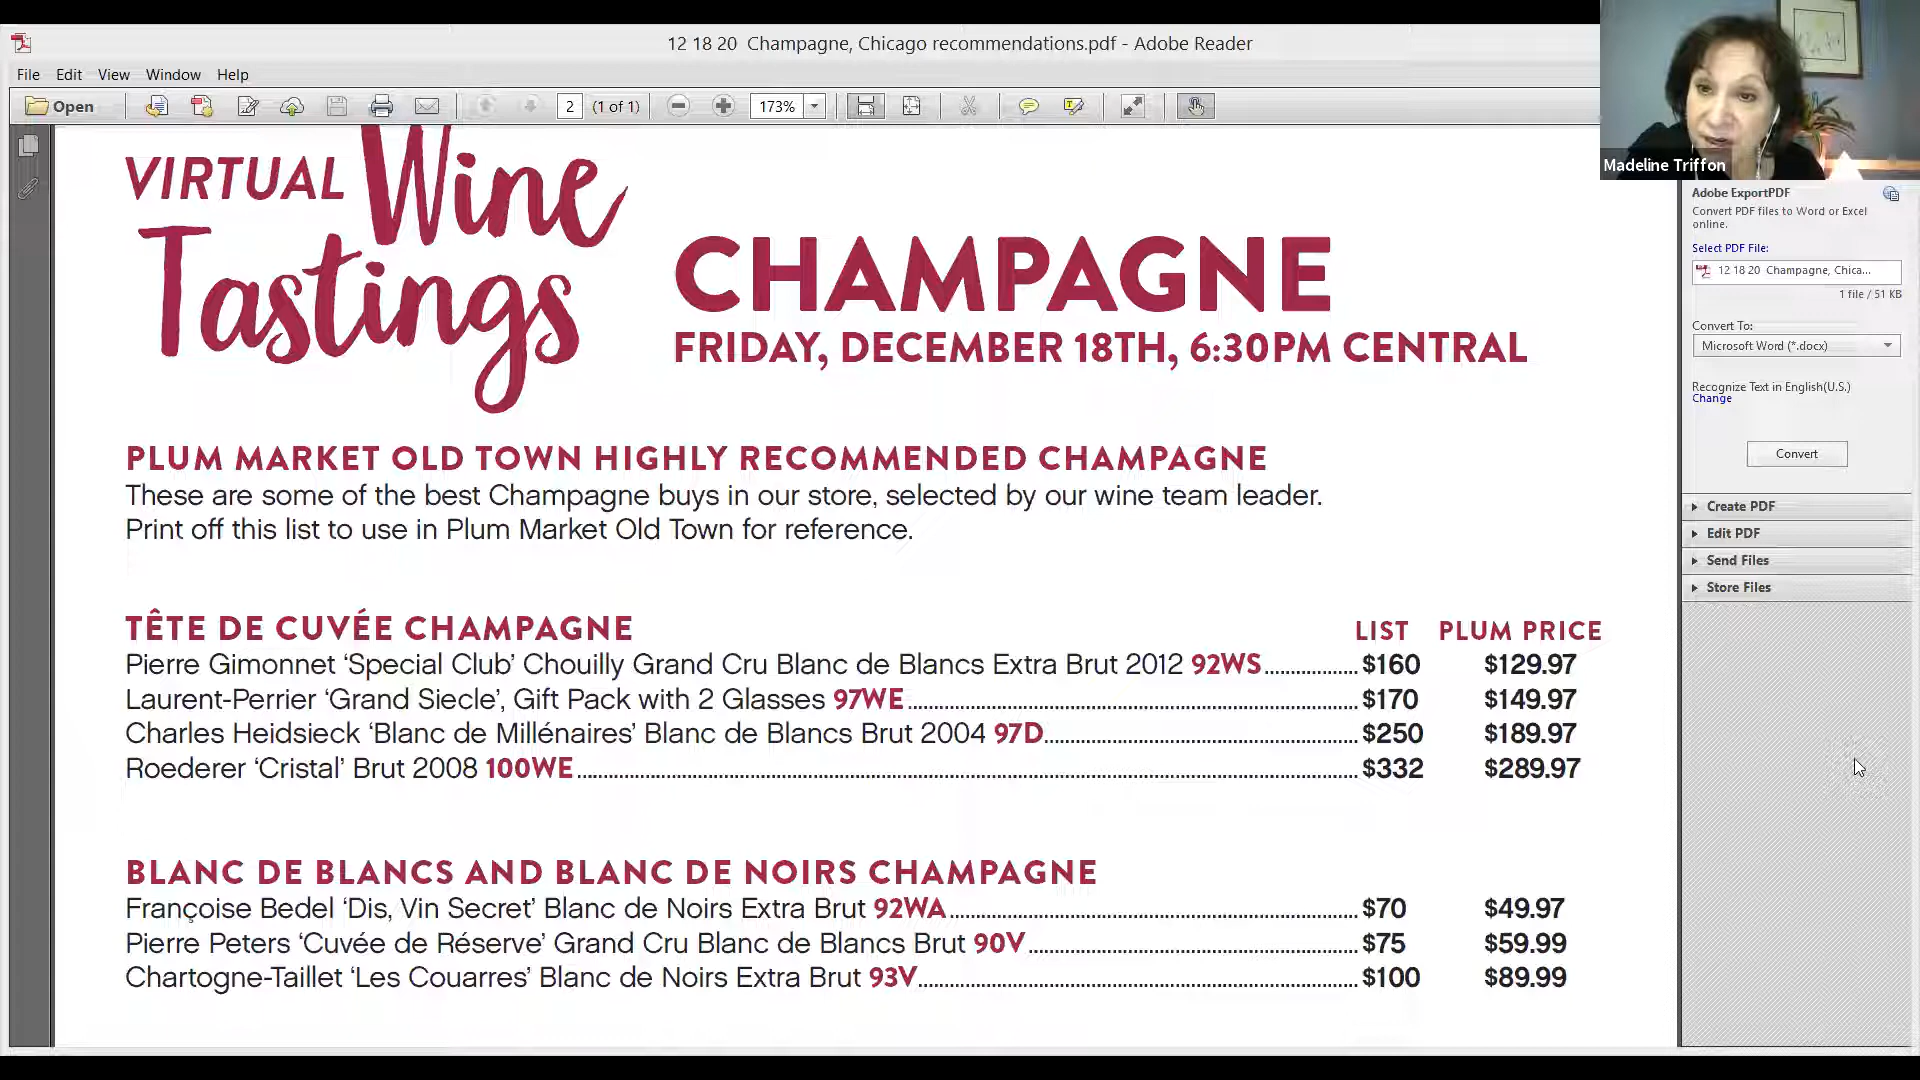 12 18 20  Champagne, Chicago recommendations.pdf - Adobe Reader
File Edit View Window Help
Open 2 (1 of 1) 173%
Madeline Triffon
VIRTUAL Wine
Tastings
CHAMPAGNE
FRIDAY, DECEMBER 18TH, 6:30PM CENTRAL
PLUM MARKET OLD TOWN HIGHLY RECOMMENDED CHAMPAGNE
These are some of the best Champagne buys in our store, selected by our wine team leader.
Print off this list to use in Plum Market Old Town for reference.
TÊTE DE CUVÉE CHAMPAGNE LIST PLUM PRICE
Pierre Gimonnet ‘Special Club’ Chouilly Grand Cru Blanc de Blancs Extra Brut 2012 92WS $160 $129.97
Laurent-Perrier ‘Grand Siecle’, Gift Pack with 2 Glasses 97WE $170 $149.97
Charles Heidsieck ‘Blanc de Millénaires’ Blanc de Blancs Brut 2004 97D $250 $189.97
Roederer ‘Cristal’ Brut 2008 100WE $332 $289.97
BLANC DE BLANCS AND BLANC DE NOIRS CHAMPAGNE
Françoise Bedel ‘Dis, Vin Secret’ Blanc de Noirs Extra Brut 92WA $70 $49.97
Pierre Peters ‘Cuvée de Réserve’ Grand Cru Blanc de Blancs Brut 90V $75 $59.99
Chartogne-Taillet ‘Les Couarres’ Blanc de Noirs Extra Brut 93V $100 $89.99
Adobe ExportPDF
Convert PDF files to Word or Excel
online.
Select PDF File:
12 18 20  Champagne, Chica...
1 file / 51 KB
Convert To:
Microsoft Word (*.docx)
Recognize Text in English(U.S.)
Change
Convert
Create PDF
Edit PDF
Send Files
Store Files